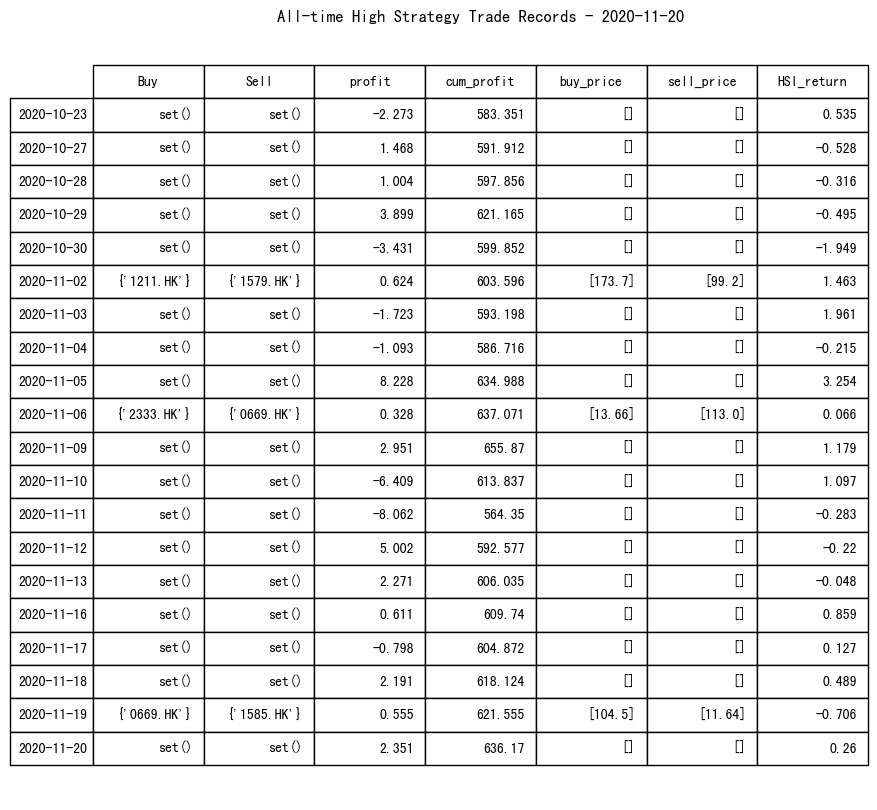 All-time High Strategy Trade Records - 2020-11-20
Buy Sell profit cum_profit buy_price sell_price HSI_return
2020-10-23 set() set() -2.273 583.351 [] [] 0.535
2020-10-27 set() set() 1.468 591.912 [] [] -0.528
2020-10-28 set() set() 1.004 597.856 [] [] -0.316
2020-10-29 set() set() 3.899 621.165 [] [] -0.495
2020-10-30 set() set() -3.431 599.852 [] [] -1.949
2020-11-02 {'1211.HK'} {'1579.HK'} 0.624 603.596 [173.7] [99.2] 1.463
2020-11-03 set() set() -1.723 593.198 [] [] 1.961
2020-11-04 set() set() -1.093 586.716 [] [] -0.215
2020-11-05 set() set() 8.228 634.988 [] [] 3.254
2020-11-06 {'2333.HK'} {'0669.HK'} 0.328 637.071 [13.66] [113.0] 0.066
2020-11-09 set() set() 2.951 655.87 [] [] 1.179
2020-11-10 set() set() -6.409 613.837 [] [] 1.097
2020-11-11 set() set() -8.062 564.35 [] [] -0.283
2020-11-12 set() set() 5.002 592.577 [] [] -0.22
2020-11-13 set() set() 2.271 606.035 [] [] -0.048
2020-11-16 set() set() 0.611 609.74 [] [] 0.859
2020-11-17 set() set() -0.798 604.872 [] [] 0.127
2020-11-18 set() set() 2.191 618.124 [] [] 0.489
2020-11-19 {'0669.HK'} {'1585.HK'} 0.555 621.555 [104.5] [11.64] -0.706
2020-11-20 set() set() 2.351 636.17 [] [] 0.26